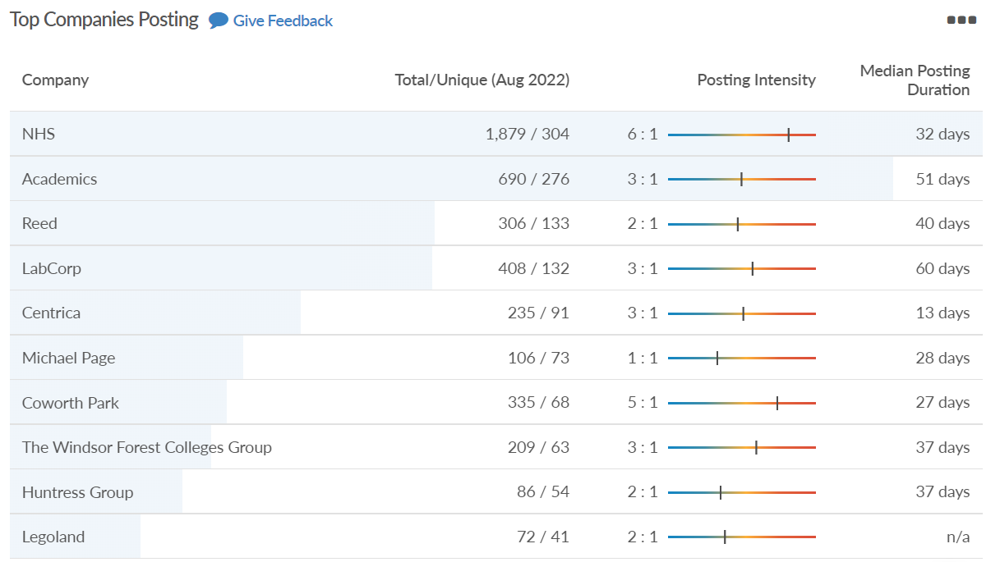 Top Companies Posting Give Feedback
Company Total/Unique (Aug 2022) Posting Intensity Median Posting Duration
NHS 1,879 / 304 6 : 1 32 days
Academics 690 / 276 3 : 1 51 days
Reed 306 / 133 2 : 1 40 days
LabCorp 408 / 132 3 : 1 60 days
Centrica 235 / 91 3 : 1 13 days
Michael Page 106 / 73 1 : 1 28 days
Coworth Park 335 / 68 5 : 1 27 days
The Windsor Forest Colleges Group 209 / 63 3 : 1 37 days
Huntress Group 86 / 54 2 : 1 37 days
Legoland 72 / 41 2 : 1 n/a